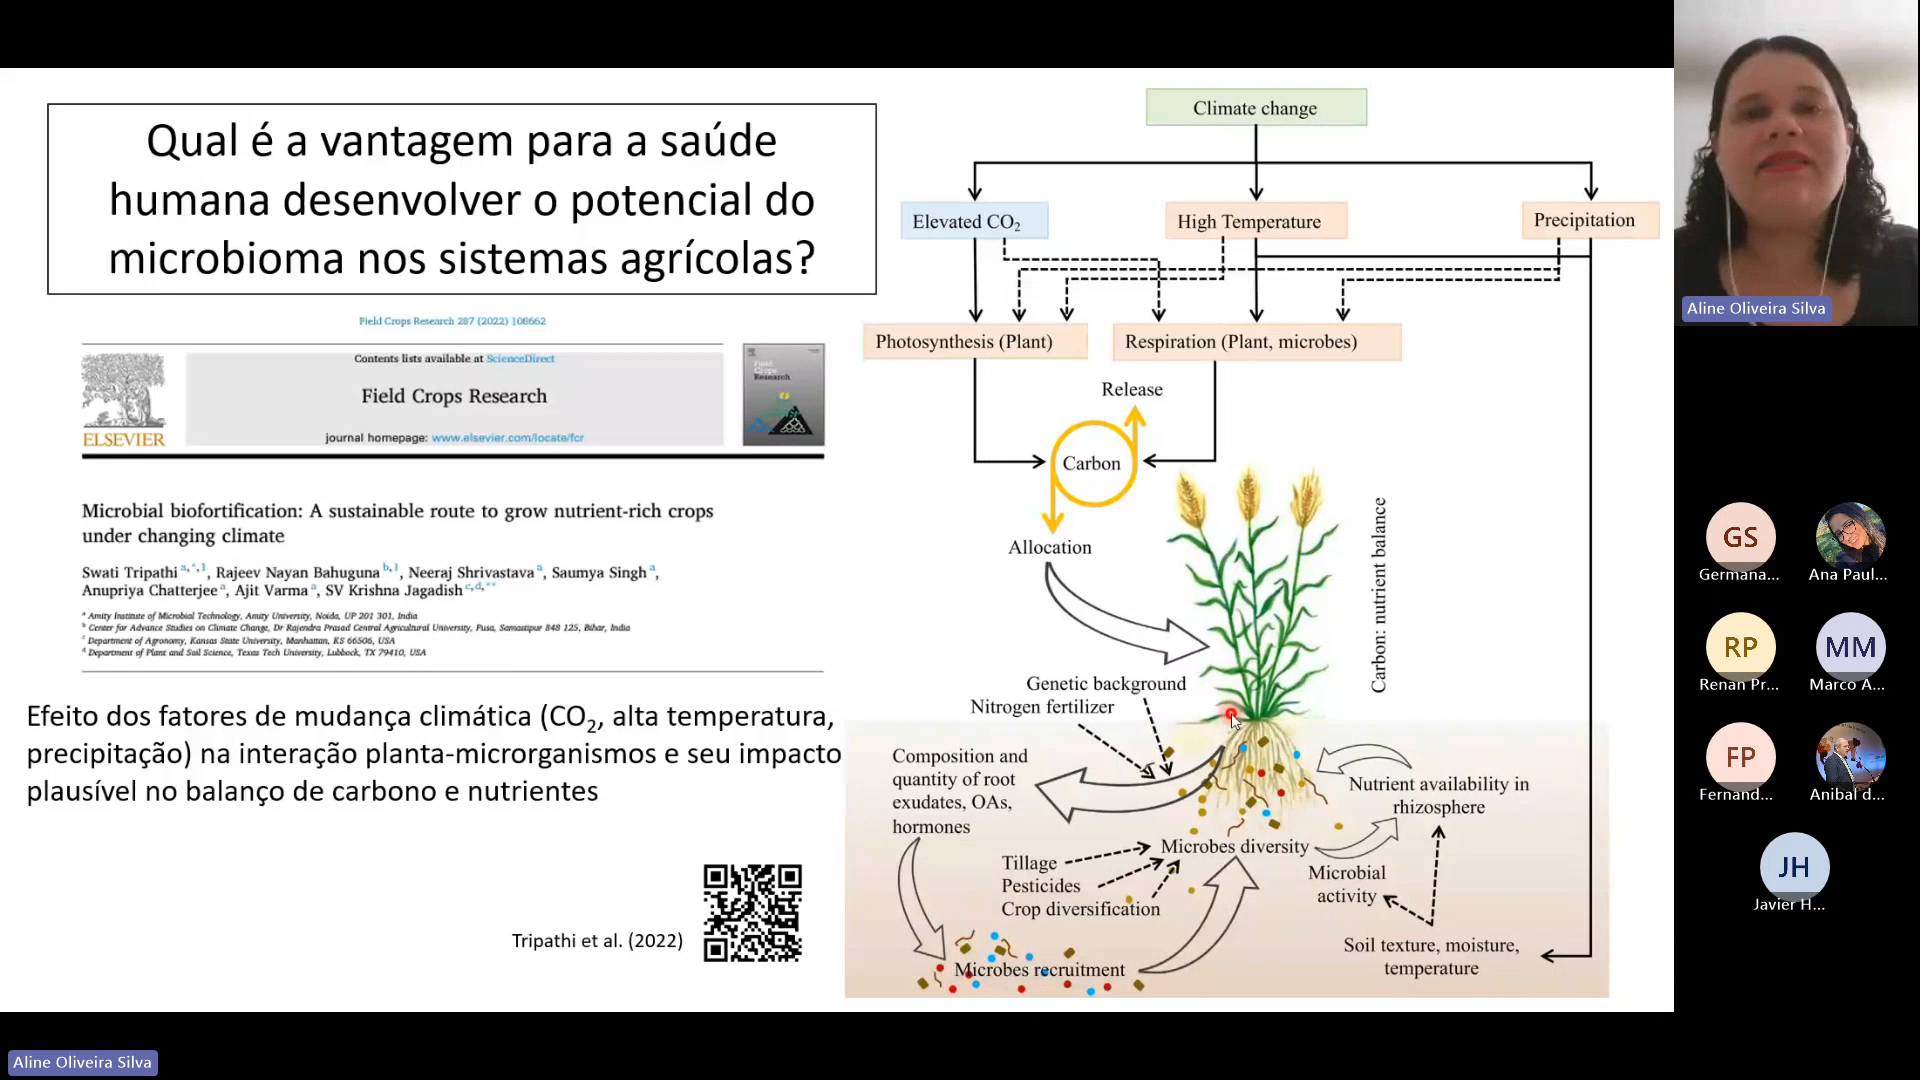 Qual é a vantagem para a saúde
humana desenvolver o potencial do
microbioma nos sistemas agrícolas?
Field Crops Research 287 (2022) 108662
Contents lists available at ScienceDirect
Field Crops Research
journal homepage: www.elsevier.com/locate/fcr
ELSEVIER
Field
Crops
Research
Microbial biofortification: A sustainable route to grow nutrient-rich crops
under changing climate
Swati Tripathi a,*,1, Rajeev Nayan Bahuguna b,1, Neeraj Shrivastava a, Saumya Singh a,
Anupriya Chatterjee a, Ajit Varma a, SV Krishna Jagadish c,d,**
a Amity Institute of Microbial Technology, Amity University, Noida, UP 201 301, India
b Center for Advance Studies on Climate Change, Dr Rajendra Prasad Central Agricultural University, Pusa, Samastipur 848 125, Bihar, India
c Department of Agronomy, Kansas State University, Manhattan, KS 66506, USA
d Department of Plant and Soil Science, Texas Tech University, Lubbock, TX 79410, USA
Efeito dos fatores de mudança climática (CO2, alta temperatura,
precipitação) na interação planta-microrganismos e seu impacto
plausível no balanço de carbono e nutrientes
Tripathi et al. (2022)
Climate change
Elevated CO2
High Temperature
Precipitation
Photosynthesis (Plant)
Respiration (Plant, microbes)
Release
Carbon
Allocation
Carbon: nutrient balance
Genetic background
Nitrogen fertilizer
Composition and
quantity of root
exudates, OAs,
hormones
Nutrient availability in
rhizosphere
Microbes diversity
Tillage
Pesticides
Crop diversification
Microbial
activity
Soil texture, moisture,
temperature
Microbes recruitment
Aline Oliveira Silva
GS
Germana...
Ana Paul...
RP
Renan Pr...
MM
Marco A...
FP
Fernand...
Anibal d...
JH
Javier H...
Aline Oliveira Silva